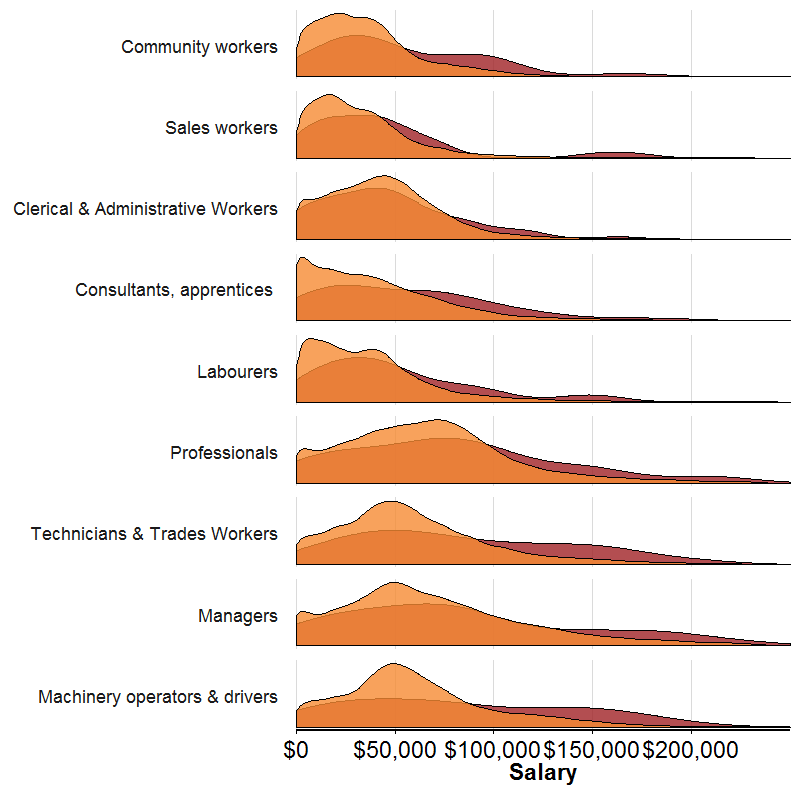 Community workers
Sales workers
Clerical & Administrative Workers
Consultants, apprentices
Labourers
Professionals
Technicians & Trades Workers
Managers
Machinery operators & drivers
$0 $50,000 $100,000 $150,000 $200,000
Salary